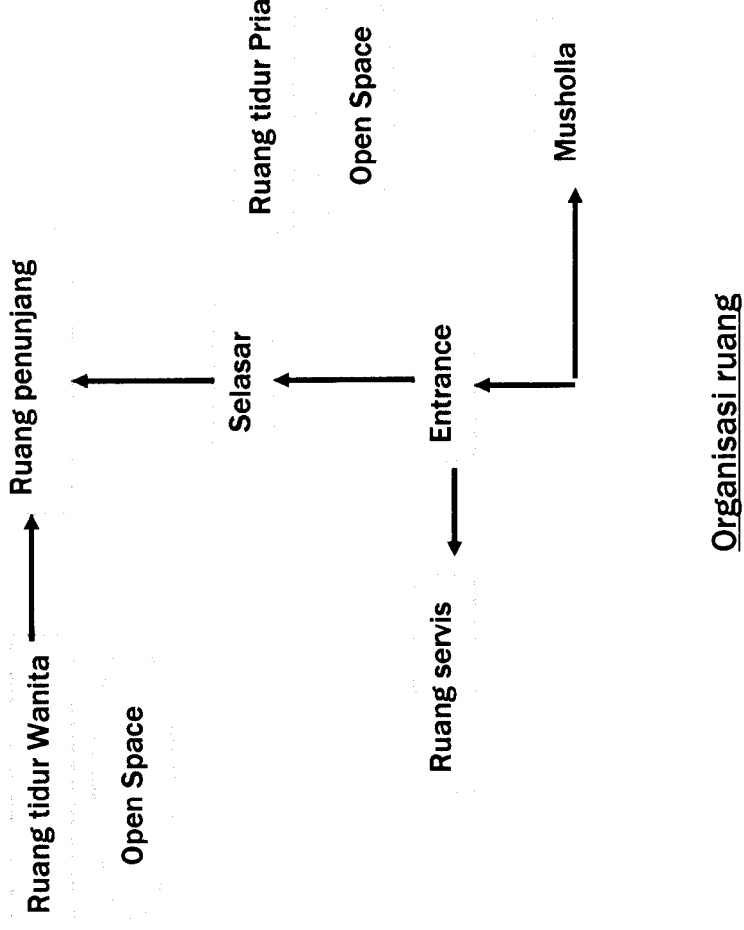 Ruang tidur Wanita
Ruang penunjang
Open Space
Selasar
Ruang tidur Pria
Open Space
Ruang servis
Entrance
Musholla
Organisasi ruang